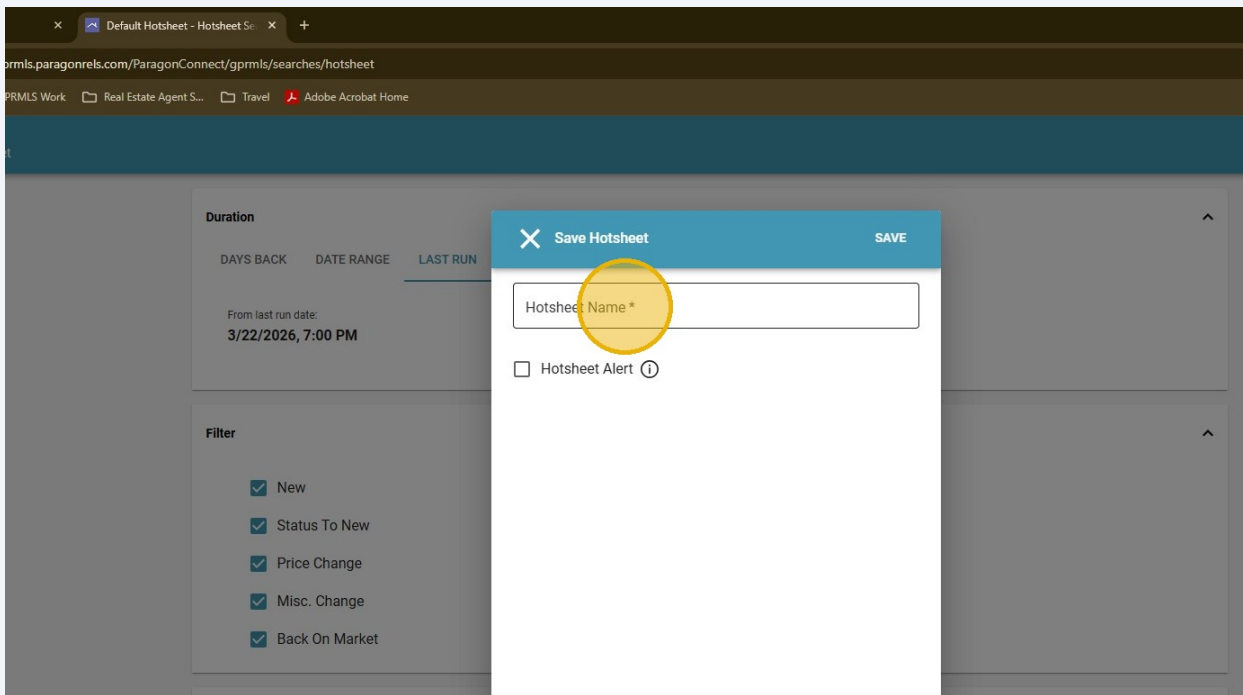 Default Hotsheet - Hotsheet Se
prmls.paragonrels.com/ParagonConnect/gprmls/searches/hotsheet
PRMLS Work Real Estate Agent S... Travel Adobe Acrobat Home
et
Duration
DAYS BACK DATE RANGE LAST RUN
From last run date:
3/22/2026, 7:00 PM
Save Hotsheet SAVE
Hotsheet Name *
Hotsheet Alert
Filter
New
Status To New
Price Change
Misc. Change
Back On Market